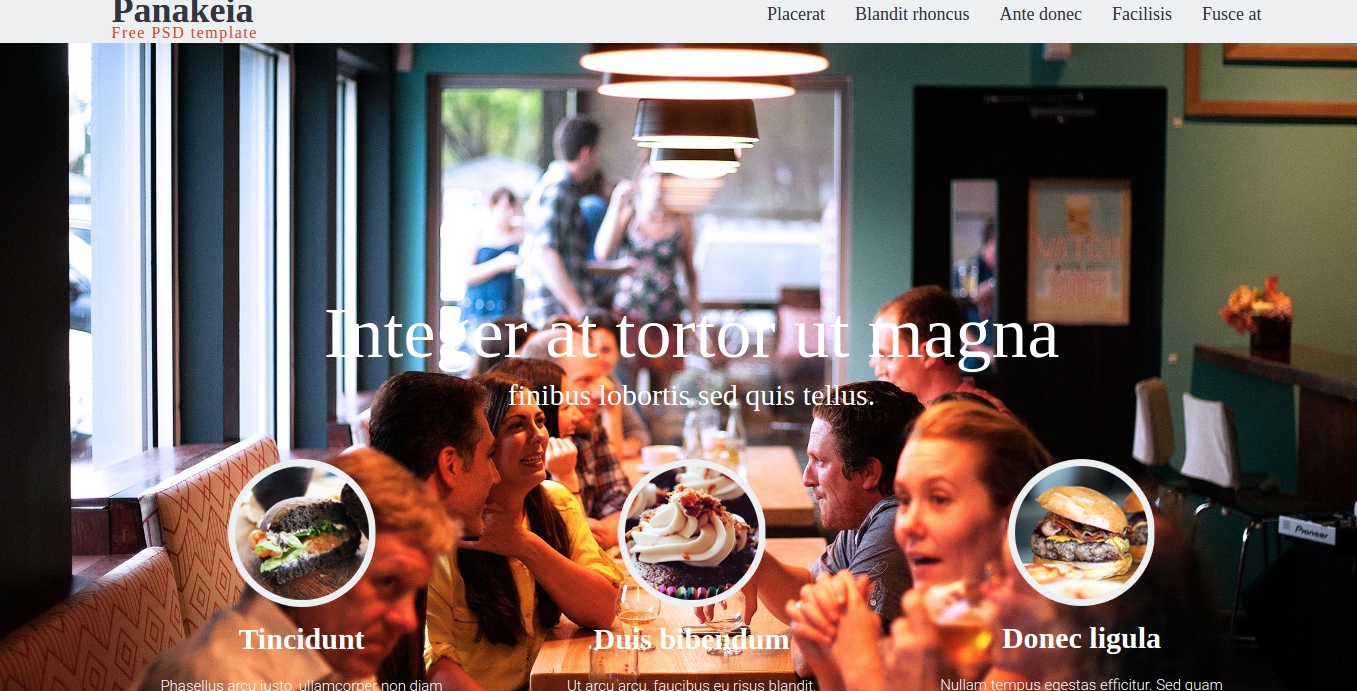 Panakeia
Free PSD template
Placerat Blandit rhoncus Ante donec Facilisis Fusce at
WATCH
Integer at tortor ut magna
finibus lobortis sed quis tellus.
Pioneer
Tincidunt Duis bibendum Donec ligula
Phasellus arcu justo, ullamcorper non diam Ut arcu arcu, faucibus eu risus blandit, Nullam tempus egestas efficitur. Sed quam